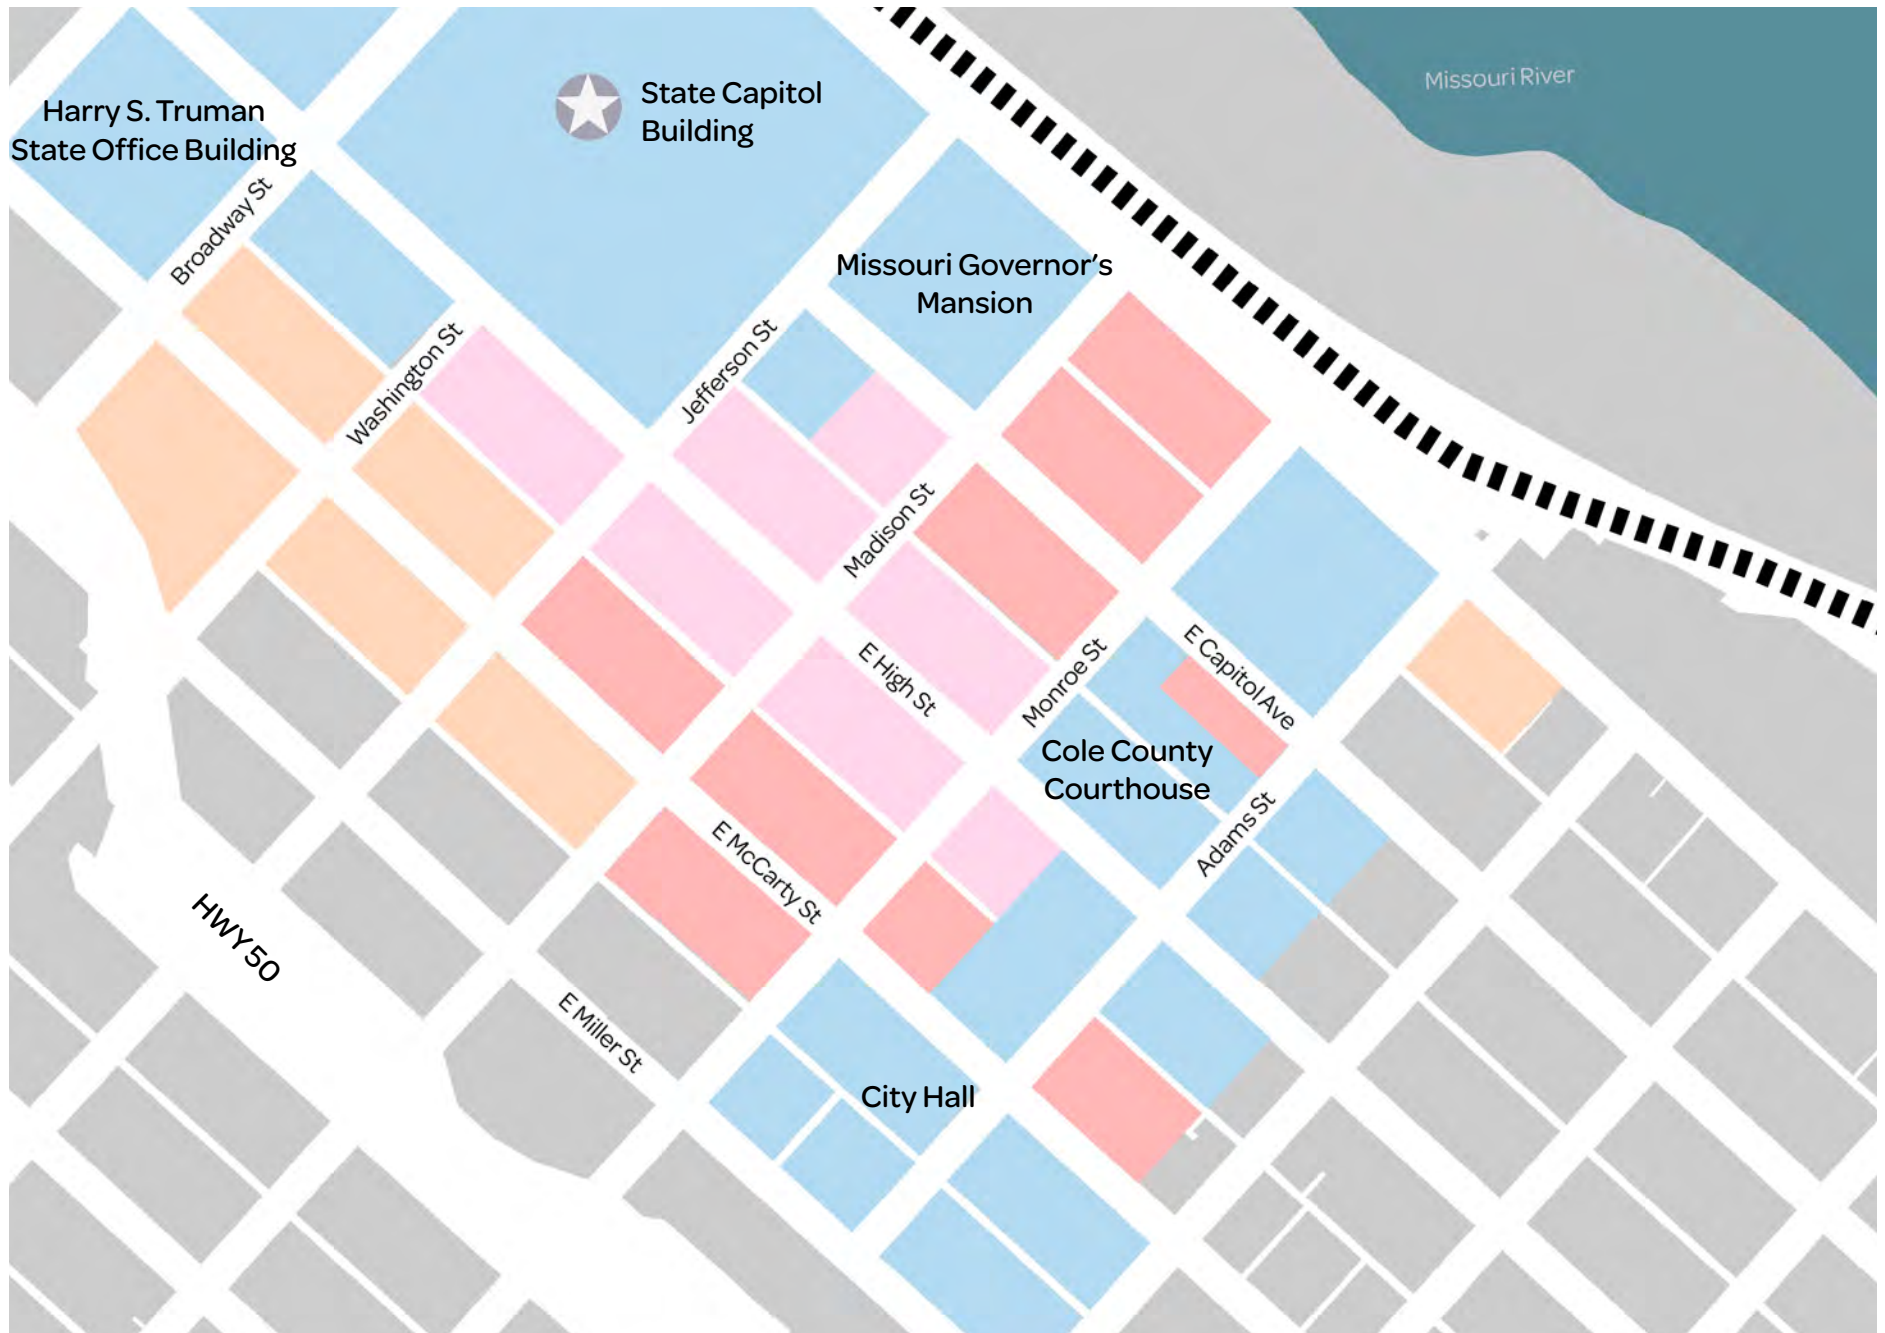 Missouri River
State Capitol
Building
Harry S. Truman
State Office Building
Broadway St
Missouri Governor's
Mansion
Washington St
Jefferson St
Madison St
E High St
Monroe St
E Capitol Ave
Cole County
Courthouse
Adams St
E McCarty St
HWY 50
E Miller St
City Hall